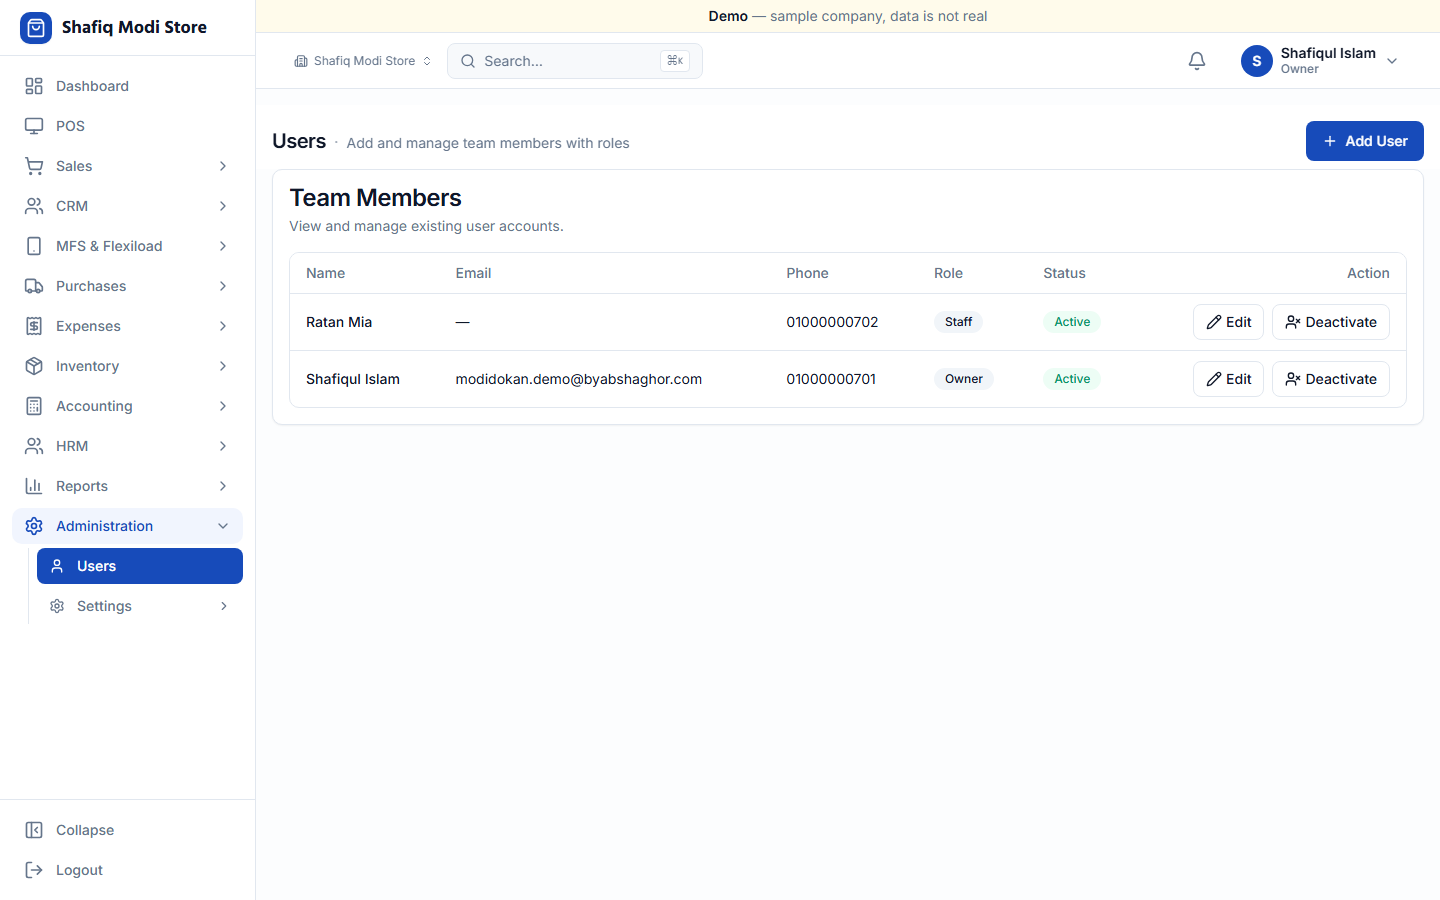 Shafiq Modi Store
Dashboard
POS
Sales
CRM
MFS & Flexiload
Purchases
Expenses
Inventory
Accounting
HRM
Reports
Administration
Users
Settings
Collapse
Logout
Demo — sample company, data is not real
Shafiq Modi Store
Search...
⌘K
S
Shafiqul Islam
Owner
Users · Add and manage team members with roles
Add User
Team Members
View and manage existing user accounts.
Name Email Phone Role Status Action
Ratan Mia — 01000000702 Staff Active Edit Deactivate
Shafiqul Islam modidokan.demo@byabshaghor.com 01000000701 Owner Active Edit Deactivate